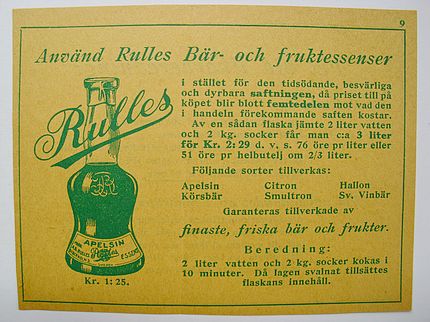 9
Använd Rulles Bär- och fruktessenser
i stället för den tidsödande, besvärliga
och dyrbara saftningen, då priset till på
köpet blir blott femtedelen mot vad den
i handeln förekommande saften kostar.
Av en sådan flaska jämte 2 liter vatten
och 2 kg. socker får man c:a 3 liter
för Kr. 2:29 d. v. s. 76 öre pr liter eller
51 öre pr helbutelj om 2/3 liter.
Följande sorter tillverkas:
Apelsin Citron Hallon
Körsbär Smultron Sv. Vinbär
Garanteras tillverkade av
finaste, friska bär och frukter.
Beredning:
2 liter vatten och 2 kg. socker kokas i
10 minuter. Då lagen svalnat tillsättes
flaskans innehåll.
Rulles
APELSIN
Rulles
ESSENS
Kr. 1:25.